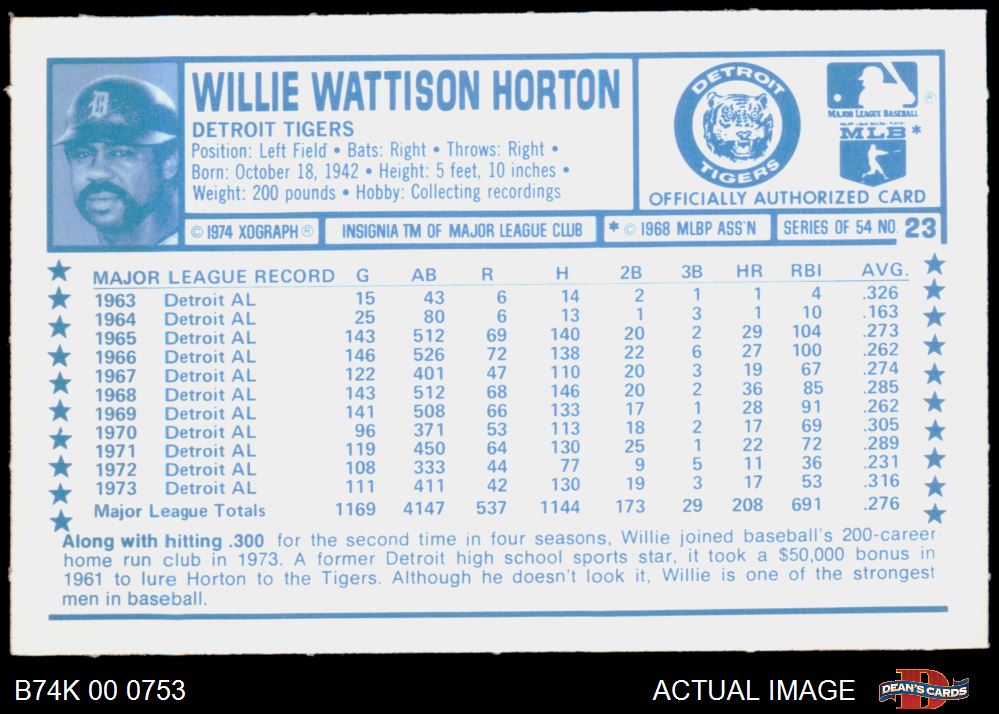 WILLIE WATTISON HORTON
DETROIT TIGERS
Position: Left Field • Bats: Right • Throws: Right •
Born: October 18, 1942 • Height: 5 feet, 10 inches •
Weight: 200 pounds • Hobby: Collecting recordings
DETROIT
TIGERS
MAJOR LEAGUE BASEBALL ®
MLB *
OFFICIALLY AUTHORIZED CARD
© 1974 XOGRAPH ® INSIGNIA TM OF MAJOR LEAGUE CLUB * © 1968 MLBP ASS'N SERIES OF 54 NO. 23
MAJOR LEAGUE RECORD G AB R H 2B 3B HR RBI AVG.
1963 Detroit AL 15 43 6 14 2 1 1 4 .326
1964 Detroit AL 25 80 6 13 1 3 1 10 .163
1965 Detroit AL 143 512 69 140 20 2 29 104 .273
1966 Detroit AL 146 526 72 138 22 6 27 100 .262
1967 Detroit AL 122 401 47 110 20 3 19 67 .274
1968 Detroit AL 143 512 68 146 20 2 36 85 .285
1969 Detroit AL 141 508 66 133 17 1 28 91 .262
1970 Detroit AL 96 371 53 113 18 2 17 69 .305
1971 Detroit AL 119 450 64 130 25 1 22 72 .289
1972 Detroit AL 108 333 44 77 9 5 11 36 .231
1973 Detroit AL 111 411 42 130 19 3 17 53 .316
Major League Totals 1169 4147 537 1144 173 29 208 691 .276
Along with hitting .300 for the second time in four seasons, Willie joined baseball's 200-career
home run club in 1973. A former Detroit high school sports star, it took a $50,000 bonus in
1961 to lure Horton to the Tigers. Although he doesn't look it, Willie is one of the strongest
men in baseball.
B74K 00 0753 ACTUAL IMAGE DEAN'S CARDS